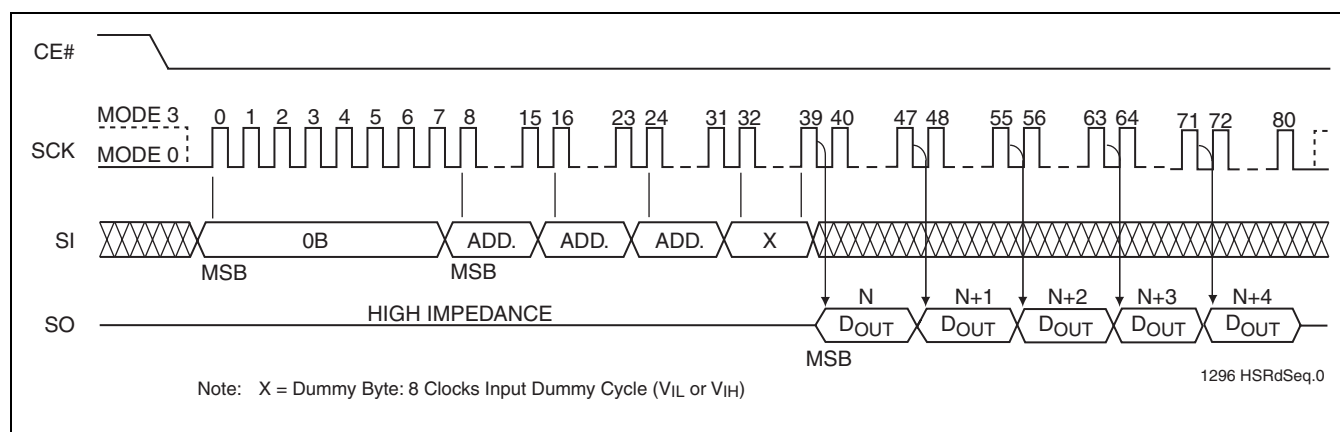 CE#
MODE 3 0 1 2 3 4 5 6 7 8 15 16 23 24 31 32 39 40 47 48 55 56 63 64 71 72 80
SCK MODE 0
SI 0B ADD. ADD. ADD. X
MSB MSB
N N+1 N+2 N+3 N+4
SO HIGH IMPEDANCE DOUT DOUT DOUT DOUT DOUT
MSB
1296 HSRdSeq.0
Note: X = Dummy Byte: 8 Clocks Input Dummy Cycle (VIL or VIH)